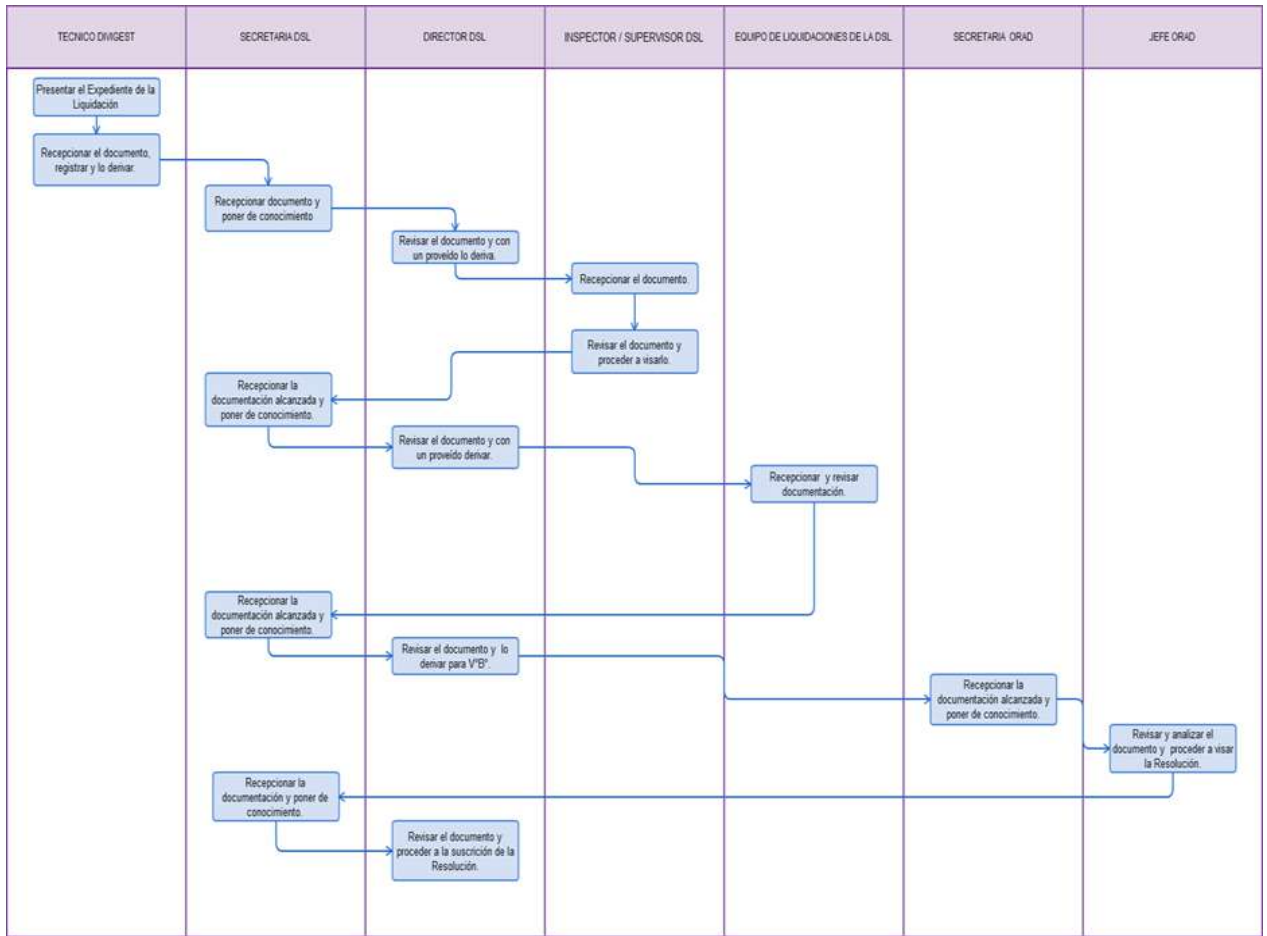 TECNICO DIVIGEST
SECRETARIA DSL
DIRECTOR DSL
INSPECTOR / SUPERVISOR DSL
EQUIPO DE LIQUIDACIONES DE LA DSL
SECRETARIA ORAD
JEFE ORAD
Presentar el Expediente de la
Liquidación
Recepcionar el documento,
registrar y lo derivar.
Recepcionar documento y
poner de conocimiento
Revisar el documento y con
un proveído lo deriva.
Recepcionar el documento.
Revisar el documento y
proceder a visarlo.
Recepcionar la
documentación alcanzada y
poner de conocimiento.
Revisar el documento y con
un proveído derivar.
Recepcionar y revisar
documentación.
Recepcionar la
documentación alcanzada y
poner de conocimiento.
Revisar el documento y lo
derivar para V°B°.
Recepcionar la
documentación alcanzada y
poner de conocimiento.
Revisar y analizar el
documento y proceder a visar
la Resolución.
Recepcionar la
documentación y poner de
conocimiento.
Revisar el documento y
proceder a la suscrición de la
Resolución.